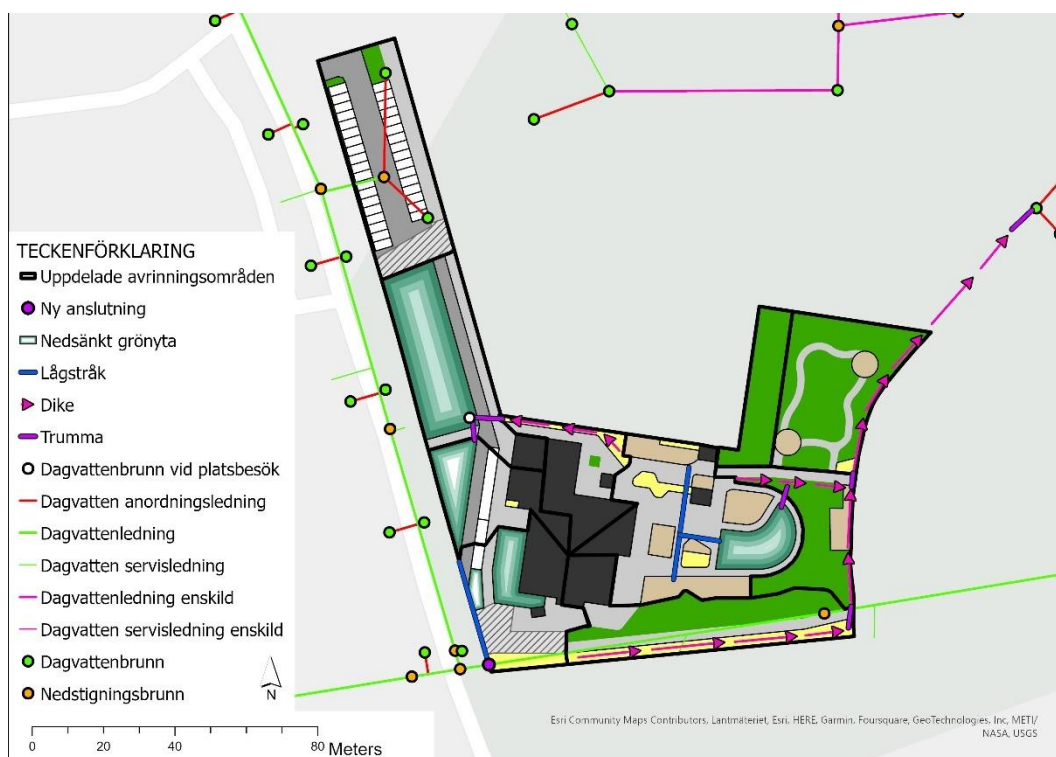 TECKENFÖRKLARING
Uppdelade avrinningsområden
Ny anslutning
Nedsänkt grönyta
Lågstråk
Dike
Trumma
Dagvattenbrunn vid platsbesök
Dagvatten anordningsledning
Dagvattenledning
Dagvatten servisledning
Dagvattenledning enskild
Dagvatten servisledning enskild
Dagvattenbrunn
Nedstigningsbrunn
N
0 20 40 80 Meters
Esri Community Maps Contributors, Lantmäteriet, Esri, HERE, Garmin, Foursquare, GeoTechnologies, Inc, METI/
NASA, USGS